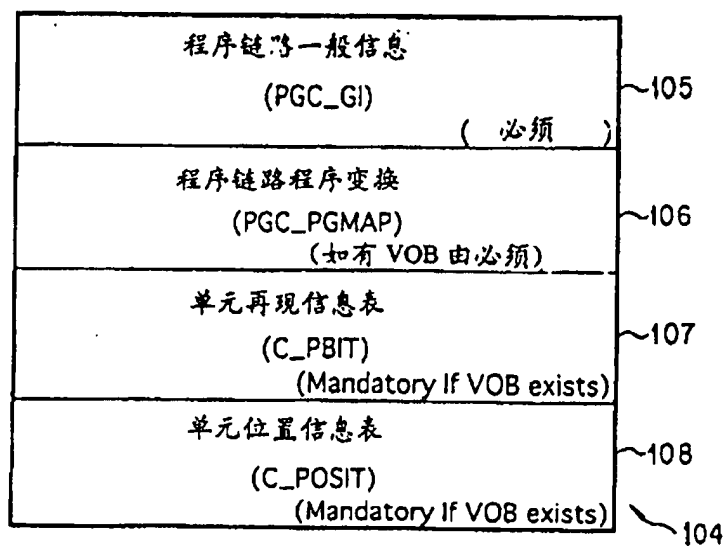 程序链路一般信息
(PGC_GI)
( 必须 )
105
程序链路程序变换
(PGC_PGMAP)
(如有 VOB 由必须)
106
单元再现信息表
(C_PBIT)
(Mandatory If VOB exists)
107
单元位置信息表
(C_POSIT)
(Mandatory If VOB exists)
108
104